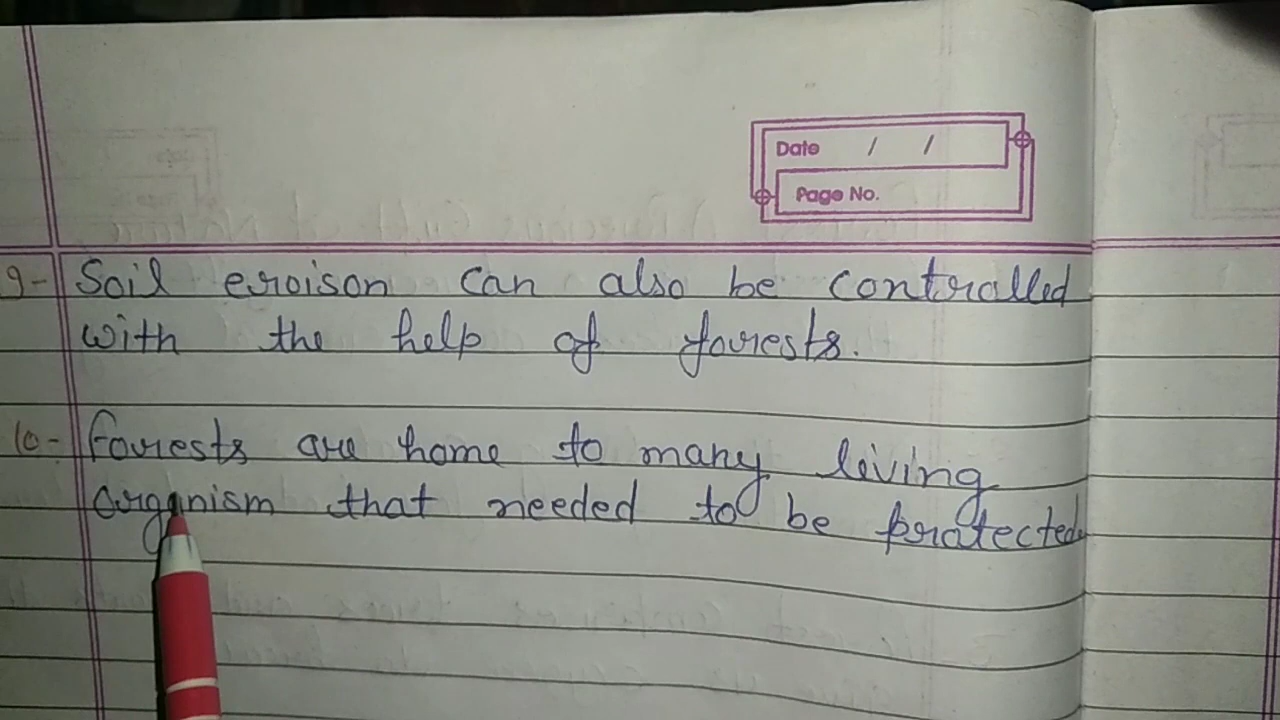 Date / /
Page No.
9- Soil eroison can also be controlled
with the help of forests.
10- Forests are home to many living
organism that needed to be protected.